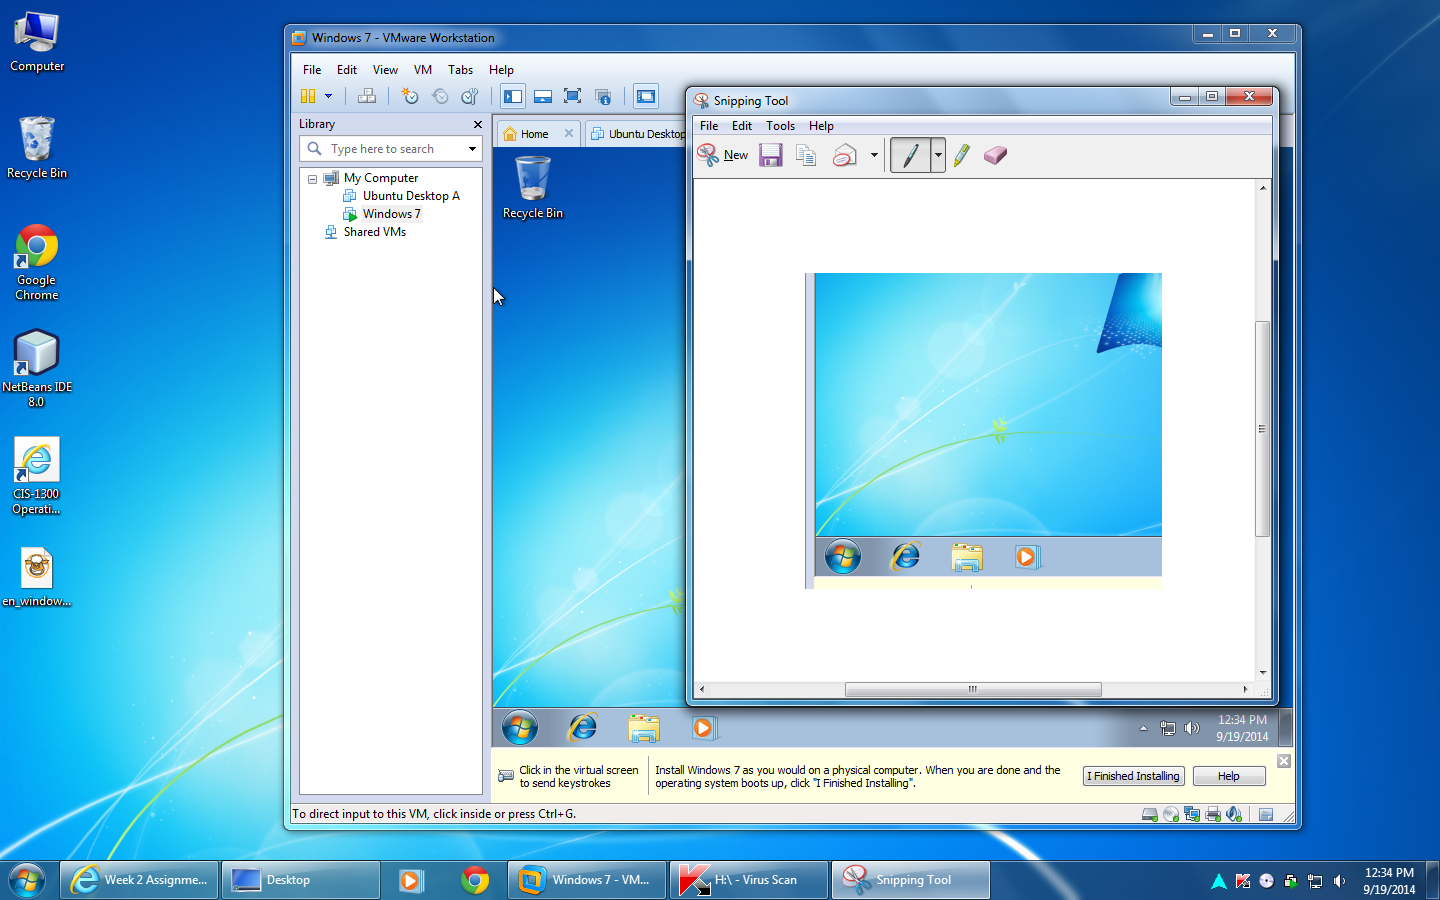 Computer
Recycle Bin
Google
Chrome
NetBeans IDE
8.0
CIS-1300
Operati...
en_window...
Windows 7 - VMware Workstation
File Edit View VM Tabs Help
Library
Type here to search
My Computer
Ubuntu Desktop A
Windows 7
Shared VMs
Home
Ubuntu Desktop
Recycle Bin
Snipping Tool
File Edit Tools Help
New
12:34 PM
9/19/2014
Click in the virtual screen
to send keystrokes
Install Windows 7 as you would on a physical computer. When you are done and the
operating system boots up, click "I Finished Installing".
I Finished Installing
Help
To direct input to this VM, click inside or press Ctrl+G.
Week 2 Assignme...
Desktop
Windows 7 - VM...
H:\ - Virus Scan
Snipping Tool
12:34 PM
9/19/2014